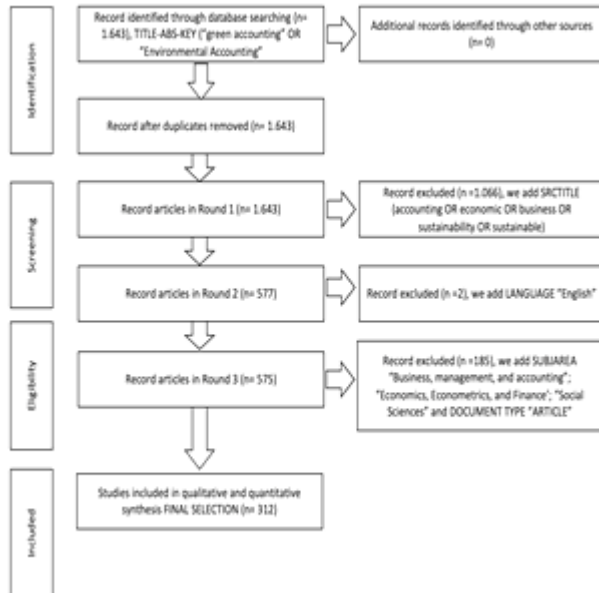 Identification
Record identified through database searching (n=
1.643), TITLE-ABS-KEY ("green accounting" OR
"Environmental Accounting"
Additional records identified through other sources
(n= 0)
Record after duplicates removed (n= 1.643)
Screening
Record articles in Round 1 (n= 1.643)
Record excluded (n =1.066), we add SRCTITLE
(accounting OR economic OR business OR
sustainability OR sustainable)
Record articles in Round 2 (n= 577)
Record excluded (n =2), we add LANGUAGE "English"
Eligibility
Record articles in Round 3 (n= 575)
Record excluded (n =185), we add SUBJAREA
"Business, management, and accounting";
"Economics, Econometrics, and Finance'; "Social
Sciences" and DOCUMENT TYPE "ARTICLE"
Included
Studies included in qualitative and quantitative
synthesis FINAL SELECTION (n= 312)